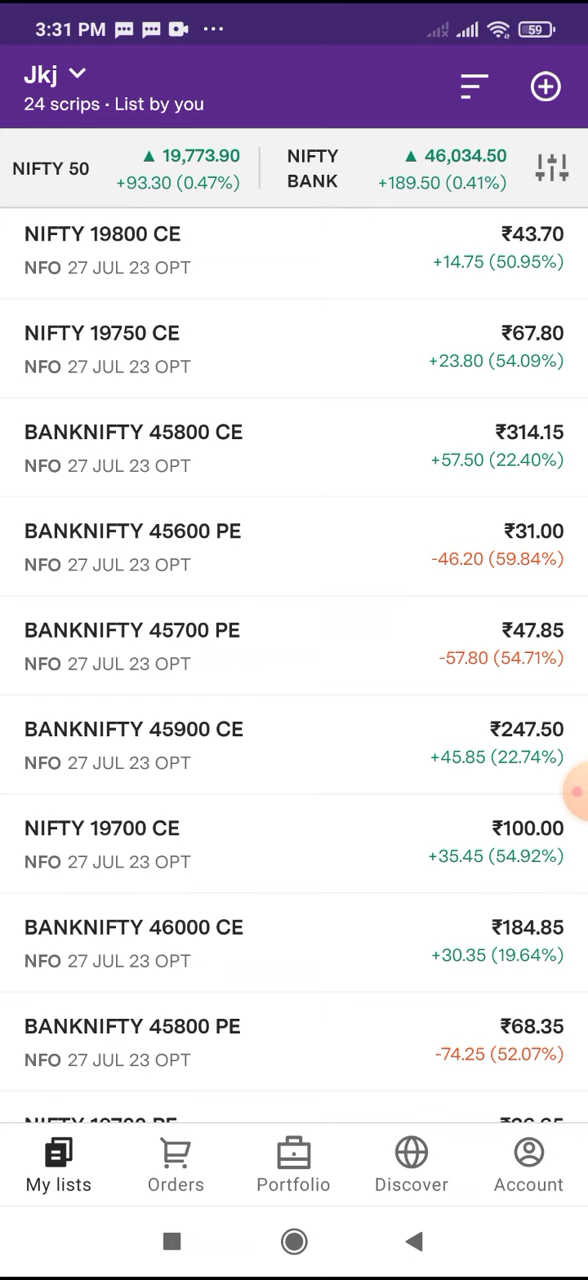 3:31 PM
59
Jkj
24 scrips · List by you
NIFTY 50
▲ 19,773.90
+93.30 (0.47%)
NIFTY BANK
▲ 46,034.50
+189.50 (0.41%)
NIFTY 19800 CE
₹43.70
NFO 27 JUL 23 OPT
+14.75 (50.95%)
NIFTY 19750 CE
₹67.80
NFO 27 JUL 23 OPT
+23.80 (54.09%)
BANKNIFTY 45800 CE
₹314.15
NFO 27 JUL 23 OPT
+57.50 (22.40%)
BANKNIFTY 45600 PE
₹31.00
NFO 27 JUL 23 OPT
-46.20 (59.84%)
BANKNIFTY 45700 PE
₹47.85
NFO 27 JUL 23 OPT
-57.80 (54.71%)
BANKNIFTY 45900 CE
₹247.50
NFO 27 JUL 23 OPT
+45.85 (22.74%)
NIFTY 19700 CE
₹100.00
NFO 27 JUL 23 OPT
+35.45 (54.92%)
BANKNIFTY 46000 CE
₹184.85
NFO 27 JUL 23 OPT
+30.35 (19.64%)
BANKNIFTY 45800 PE
₹68.35
NFO 27 JUL 23 OPT
-74.25 (52.07%)
My lists
Orders
Portfolio
Discover
Account